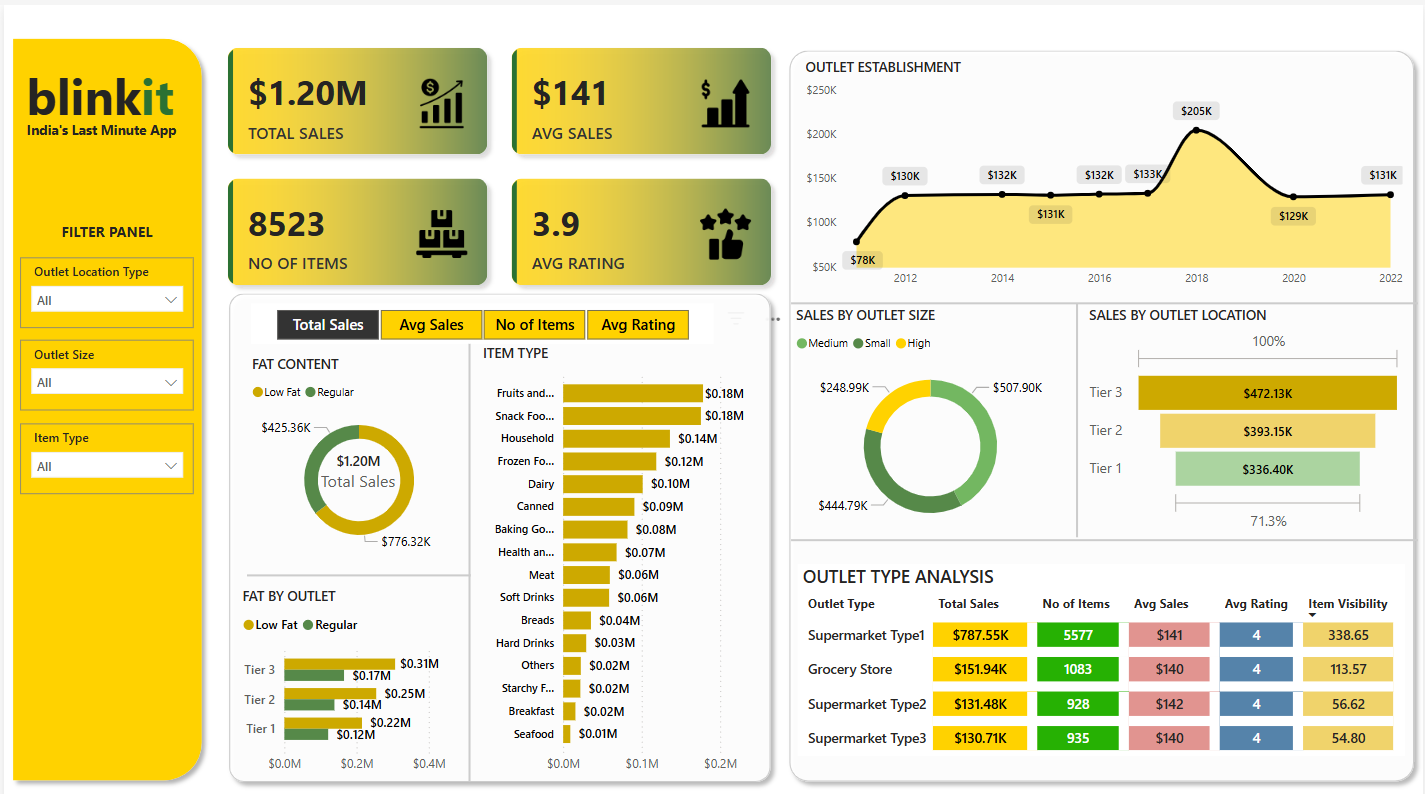 blinkit
India's Last Minute App
FILTER PANEL
Outlet Location Type
All
Outlet Size
All
Item Type
All
$1.20M
TOTAL SALES
$141
AVG SALES
8523
NO OF ITEMS
3.9
AVG RATING
Total Sales
Avg Sales
No of Items
Avg Rating
FAT CONTENT
Low Fat Regular
$425.36K
$1.20M
Total Sales
$776.32K
FAT BY OUTLET
Low Fat Regular
Tier 3 $0.31M
$0.17M
Tier 2 $0.25M
$0.14M
Tier 1 $0.22M
$0.12M
$0.0M $0.2M $0.4M
ITEM TYPE
Fruits and... $0.18M
Snack Foo... $0.18M
Household $0.14M
Frozen Fo... $0.12M
Dairy $0.10M
Canned $0.09M
Baking Go... $0.08M
Health an... $0.07M
Meat $0.06M
Soft Drinks $0.06M
Breads $0.04M
Hard Drinks $0.03M
Others $0.02M
Starchy F... $0.02M
Breakfast $0.02M
Seafood $0.01M
$0.0M $0.1M $0.2M
OUTLET ESTABLISHMENT
$250K
$200K
$150K
$100K
$50K
$78K
$130K
$132K
$131K
$132K
$133K
$205K
$129K
$131K
2012 2014 2016 2018 2020 2022
SALES BY OUTLET SIZE
Medium Small High
$248.99K
$507.90K
$444.79K
SALES BY OUTLET LOCATION
100%
Tier 3 $472.13K
Tier 2 $393.15K
Tier 1 $336.40K
71.3%
OUTLET TYPE ANALYSIS
Outlet Type Total Sales No of Items Avg Sales Avg Rating Item Visibility
Supermarket Type1 $787.55K 5577 $141 4 338.65
Grocery Store $151.94K 1083 $140 4 113.57
Supermarket Type2 $131.48K 928 $142 4 56.62
Supermarket Type3 $130.71K 935 $140 4 54.80